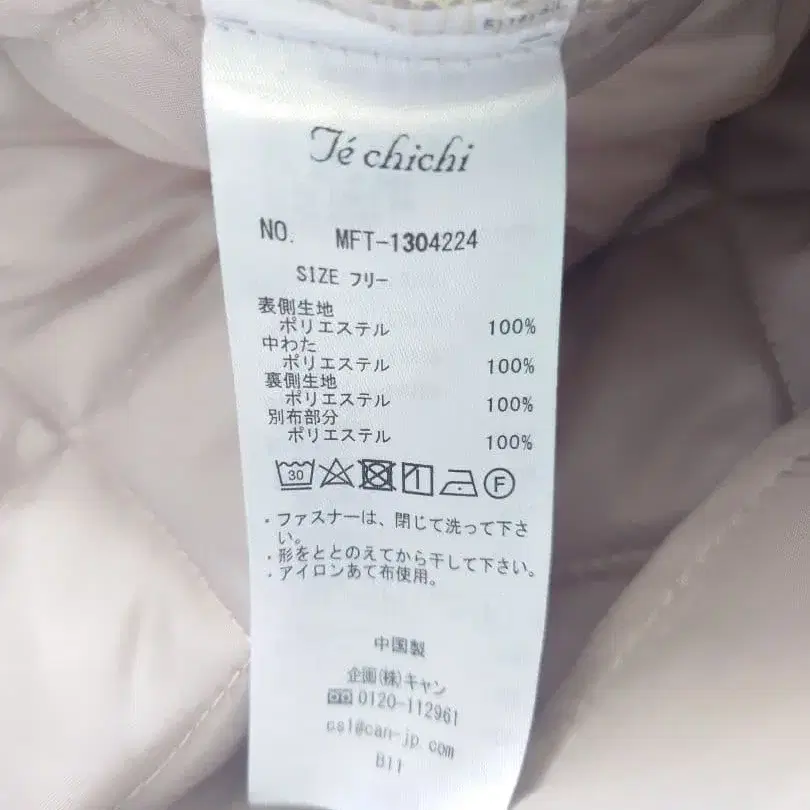 Té chichi
NO. MFT-1304224
SIZE フリー
表側生地
ポリエステル 100%
中わた
ポリエステル 100%
裏側生地
ポリエステル 100%
別布部分
ポリエステル 100%
30 F
・ファスナーは、閉じて洗って下さ
い。
・形をととのえてから干して下さい。
・アイロンあて布使用。
中国製
企画(株)キャン
0120-112961
cs1@can-jp.com
B11